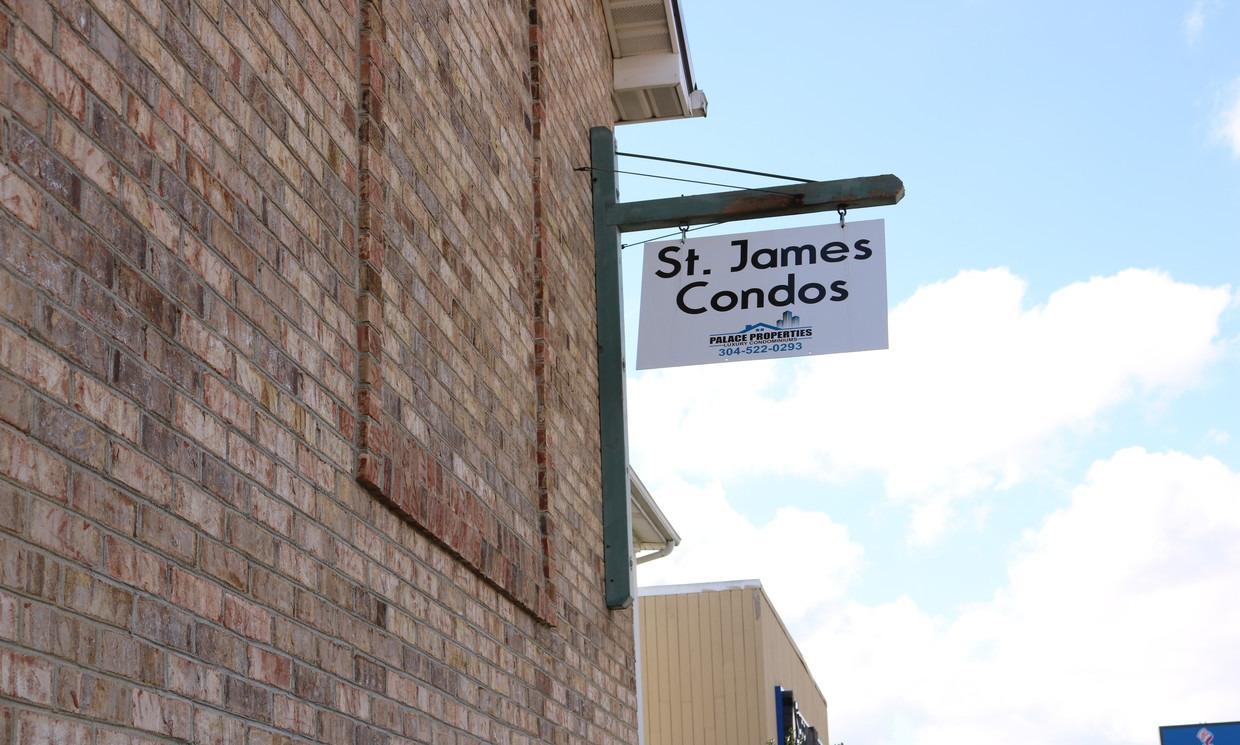 St. James
Condos
PALACE PROPERTIES
LUXURY CONDOMINIUMS
304-522-0293